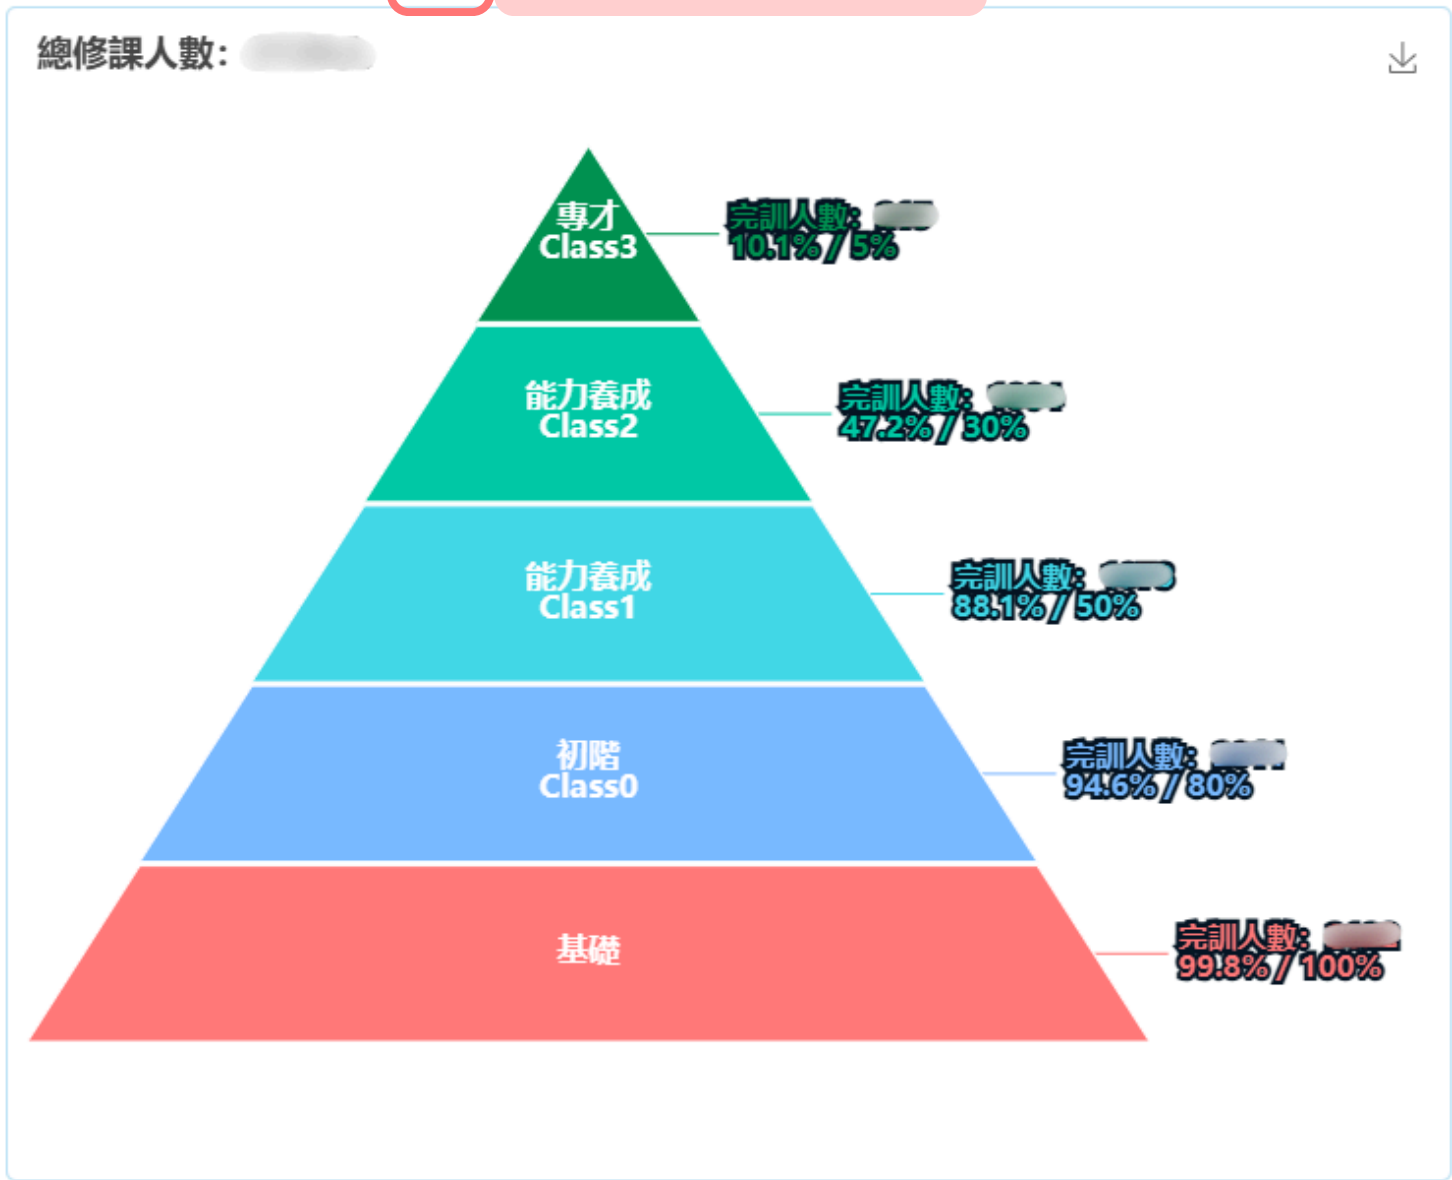 總修課人數:
專才
Class3
完訓人數:
10.1% / 5%
能力養成
Class2
完訓人數:
47.2% / 30%
能力養成
Class1
完訓人數:
88.1% / 50%
初階
Class0
完訓人數:
94.6% / 80%
基礎
完訓人數:
99.8% / 100%